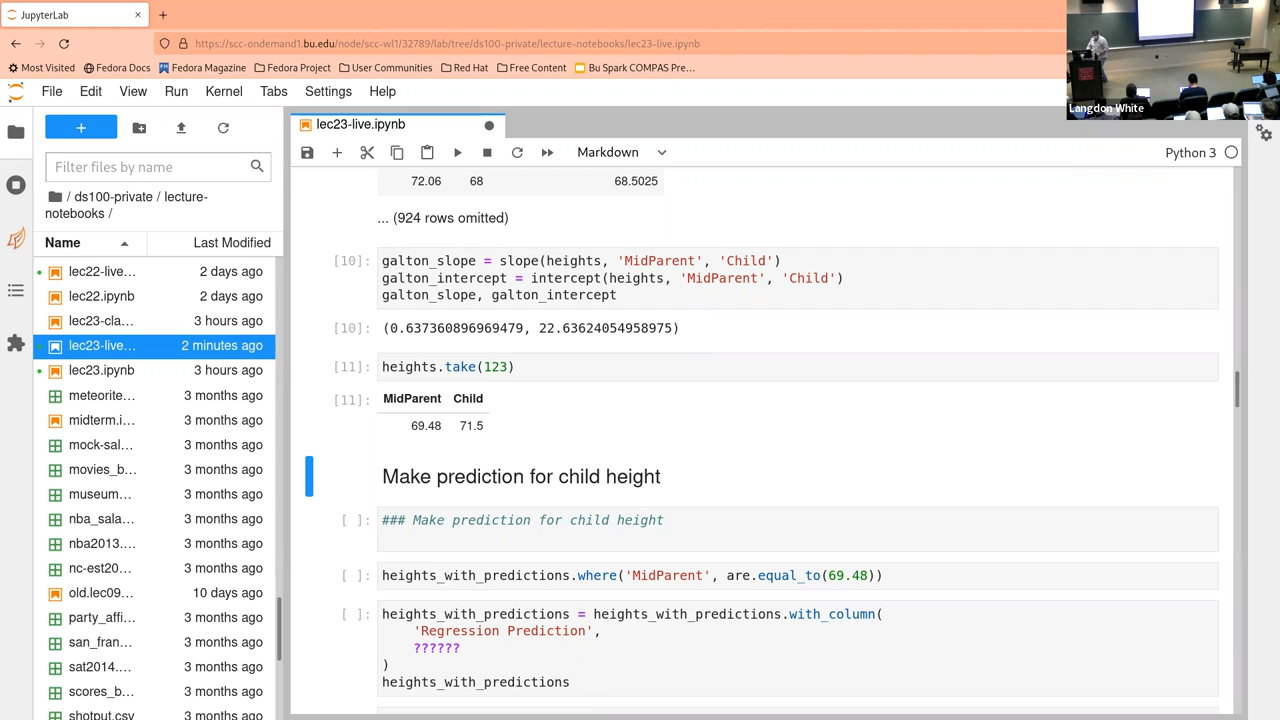 JupyterLab
https://scc-ondemand1.bu.edu/node/scc-wl1/32789/lab/tree/ds100-private/lecture-notebooks/lec23-live.ipynb
Most Visited Fedora Docs Fedora Magazine Fedora Project User Communities Red Hat Free Content Bu Spark COMPAS Pre…
Langdon White
File Edit View Run Kernel Tabs Settings Help
lec23-live.ipynb
Filter files by name
Markdown
Python 3
/ ds100-private / lecture-
notebooks /
Name Last Modified
lec22-live… 2 days ago
lec22.ipynb 2 days ago
lec23-cla… 3 hours ago
lec23-live… 2 minutes ago
lec23.ipynb 3 hours ago
meteorite… 3 months ago
midterm.i… 3 months ago
mock-sal… 3 months ago
movies_b… 3 months ago
museum… 3 months ago
nba_sala… 3 months ago
nba2013.… 3 months ago
nc-est20… 3 months ago
old.lec09… 10 days ago
party_affi… 3 months ago
san_fran… 3 months ago
sat2014.… 3 months ago
scores_b… 3 months ago
shotput.csv 3 months ago
72.06 68 68.5025
... (924 rows omitted)
[10]: galton_slope = slope(heights, 'MidParent', 'Child')
galton_intercept = intercept(heights, 'MidParent', 'Child')
galton_slope, galton_intercept
[10]: (0.637360896969479, 22.63624054958975)
[11]: heights.take(123)
[11]: MidParent Child
69.48 71.5
Make prediction for child height
[ ]: ### Make prediction for child height
[ ]: heights_with_predictions.where('MidParent', are.equal_to(69.48))
[ ]: heights_with_predictions = heights_with_predictions.with_column(
'Regression Prediction',
??????
)
heights_with_predictions